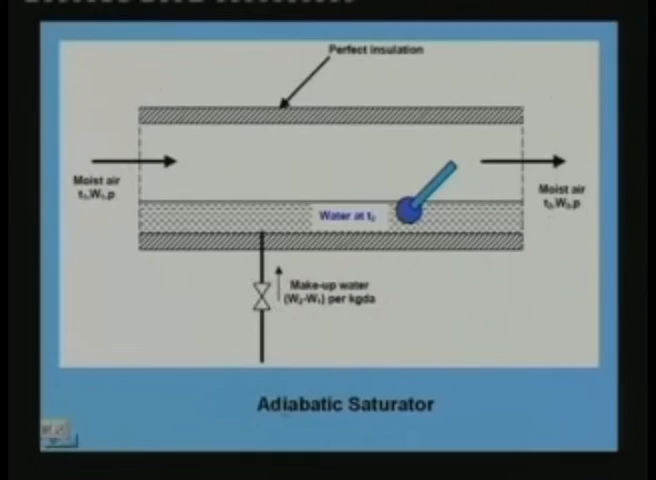 Perfect insulation
Moist air
t₁,W₁,p
Moist air
t₂,W₂,p
Water at t₂
Make-up water
(W₂-W₁) per kgda
Adiabatic Saturator